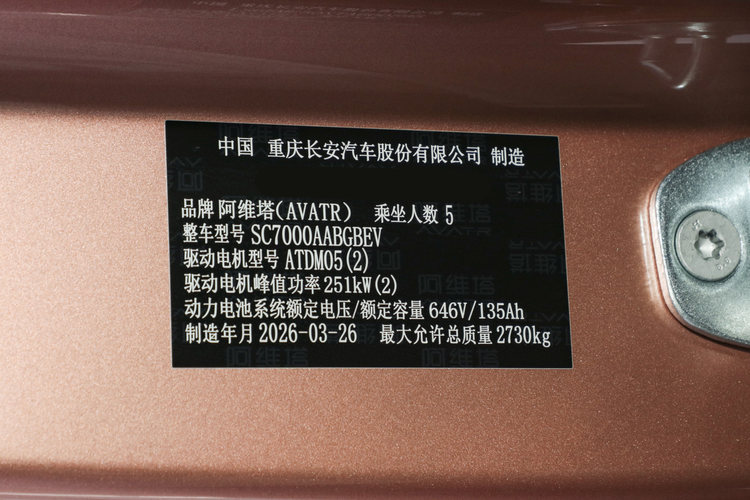 中国 重庆长安汽车股份有限公司 制造
品牌 阿维塔(AVATR) 乘坐人数 5
整车型号 SC7000AABGBEV
驱动电机型号 ATDM05(2)
驱动电机峰值功率 251kW(2)
动力电池系统额定电压/额定容量 646V/135Ah
制造年月 2026-03-26 最大允许总质量 2730kg